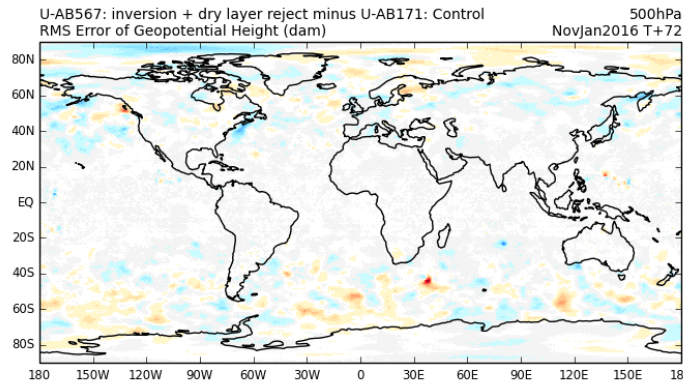 U-AB567: inversion + dry layer reject minus U-AB171: Control 500hPa
RMS Error of Geopotential Height (dam) NovJan2016 T+72
80N
60N
40N
20N
EQ
20S
40S
60S
80S
180 150W 120W 90W 60W 30W 0 30E 60E 90E 120E 150E 18